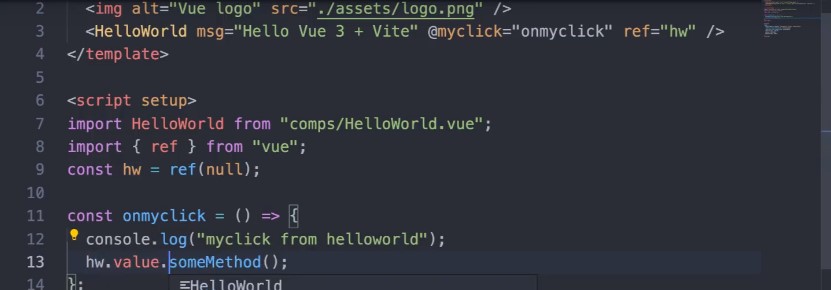 2 <img alt="Vue logo" src="./assets/logo.png" />
3 <HelloWorld msg="Hello Vue 3 + Vite" @myclick="onmyclick" ref="hw" />
4 </template>
5
6 <script setup>
7 import HelloWorld from "comps/HelloWorld.vue";
8 import { ref } from "vue";
9 const hw = ref(null);
10
11 const onmyclick = () => {
12 console.log("myclick from helloworld");
13 hw.value.someMethod();
14 };
HelloWorld